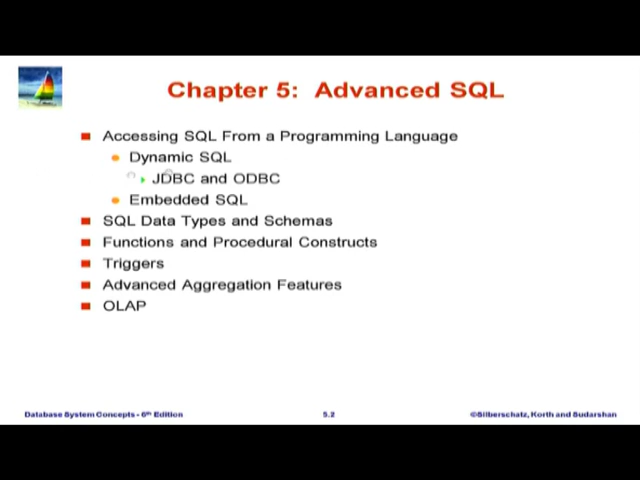 Chapter 5: Advanced SQL
Accessing SQL From a Programming Language
Dynamic SQL
JDBC and ODBC
Embedded SQL
SQL Data Types and Schemas
Functions and Procedural Constructs
Triggers
Advanced Aggregation Features
OLAP
Database System Concepts - 6th Edition
5.2
©Silberschatz, Korth and Sudarshan